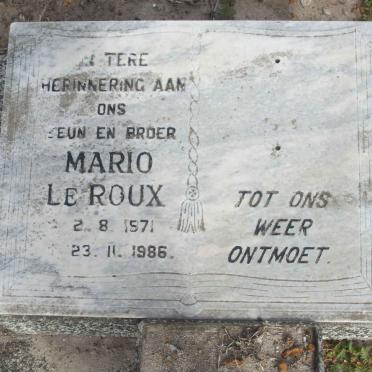 TERE
HERINNERING AAN
ONS
SEUN EN BROER
MARIO
LE ROUX
2. 8. 1971
23. 11. 1986.
TOT ONS
WEER
ONTMOET.